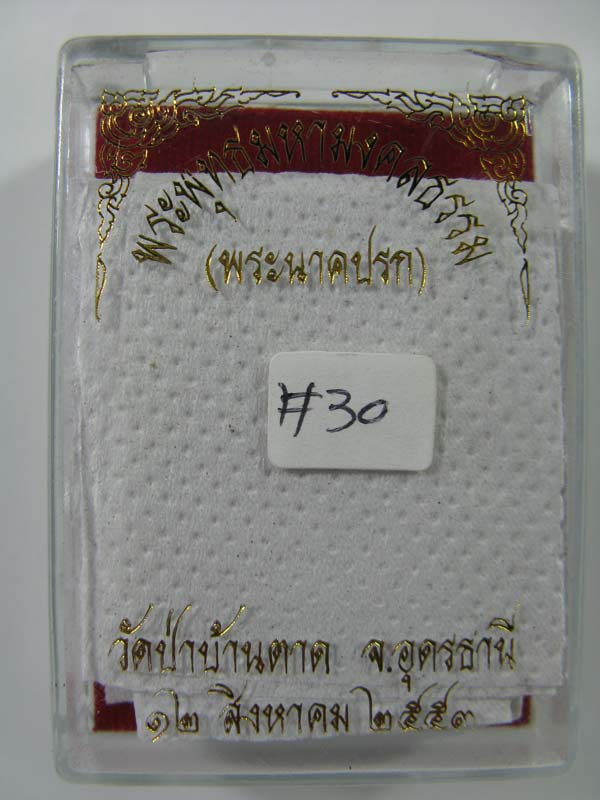 พระพุทธมหามงคลธรรม
(พระนาคปรก)
#30
วัดป่าบ้านตาด จ.อุดรธานี
๑๒ สิงหาคม ๒๕๕๓